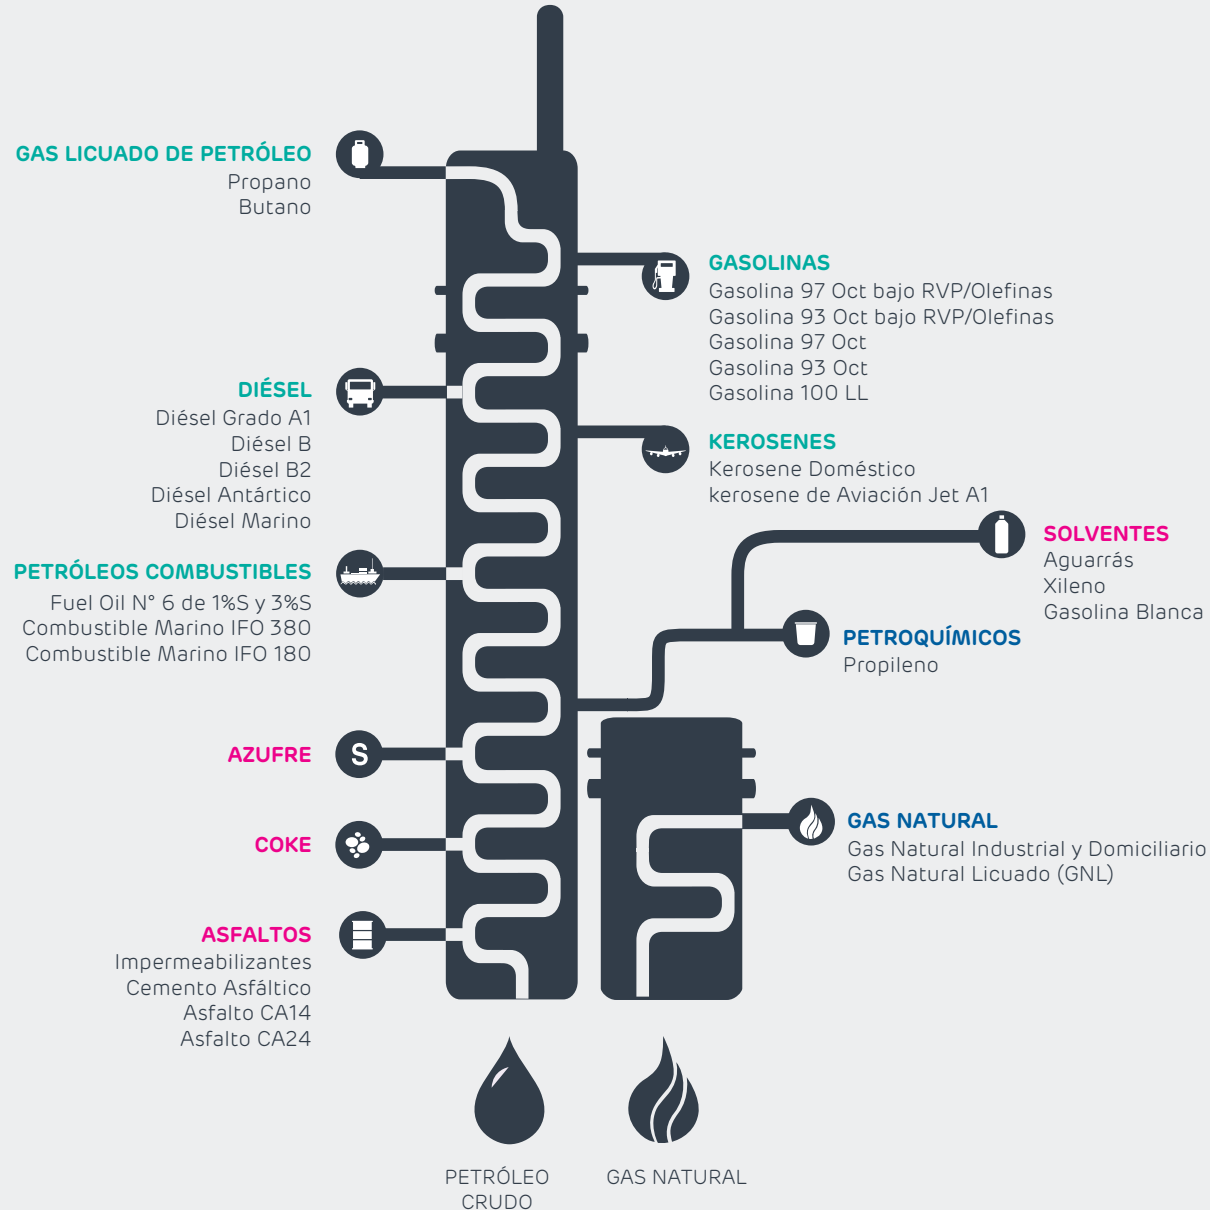 GAS LICUADO DE PETRÓLEO
Propano
Butano
GASOLINAS
Gasolina 97 Oct bajo RVP/Olefinas
Gasolina 93 Oct bajo RVP/Olefinas
Gasolina 97 Oct
Gasolina 93 Oct
Gasolina 100 LL
DIÉSEL
Diésel Grado A1
Diésel B
Diésel B2
Diésel Antártico
Diésel Marino
KEROSENES
Kerosene Doméstico
kerosene de Aviación Jet A1
SOLVENTES
Aguarrás
Xileno
Gasolina Blanca
PETRÓLEOS COMBUSTIBLES
Fuel Oil N° 6 de 1%S y 3%S
Combustible Marino IFO 380
Combustible Marino IFO 180
PETROQUÍMICOS
Propileno
AZUFRE
S
COKE
GAS NATURAL
Gas Natural Industrial y Domiciliario
Gas Natural Licuado (GNL)
ASFALTOS
Impermeabilizantes
Cemento Asfáltico
Asfalto CA14
Asfalto CA24
PETRÓLEO
CRUDO
GAS NATURAL